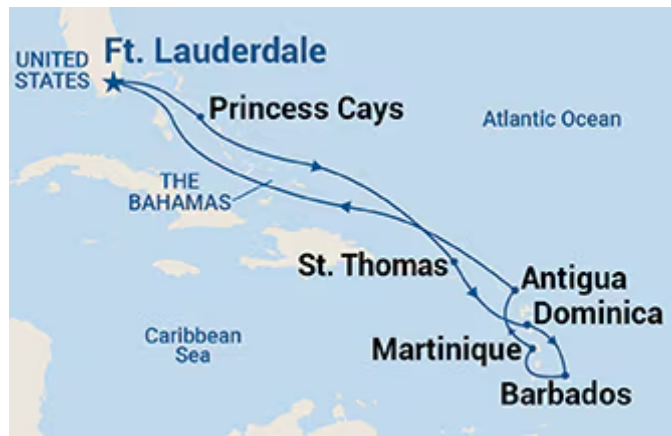 Ft. Lauderdale
UNITED
STATES
Princess Cays
Atlantic Ocean
THE
BAHAMAS
St. Thomas
Antigua
Dominica
Caribbean
Sea
Martinique
Barbados